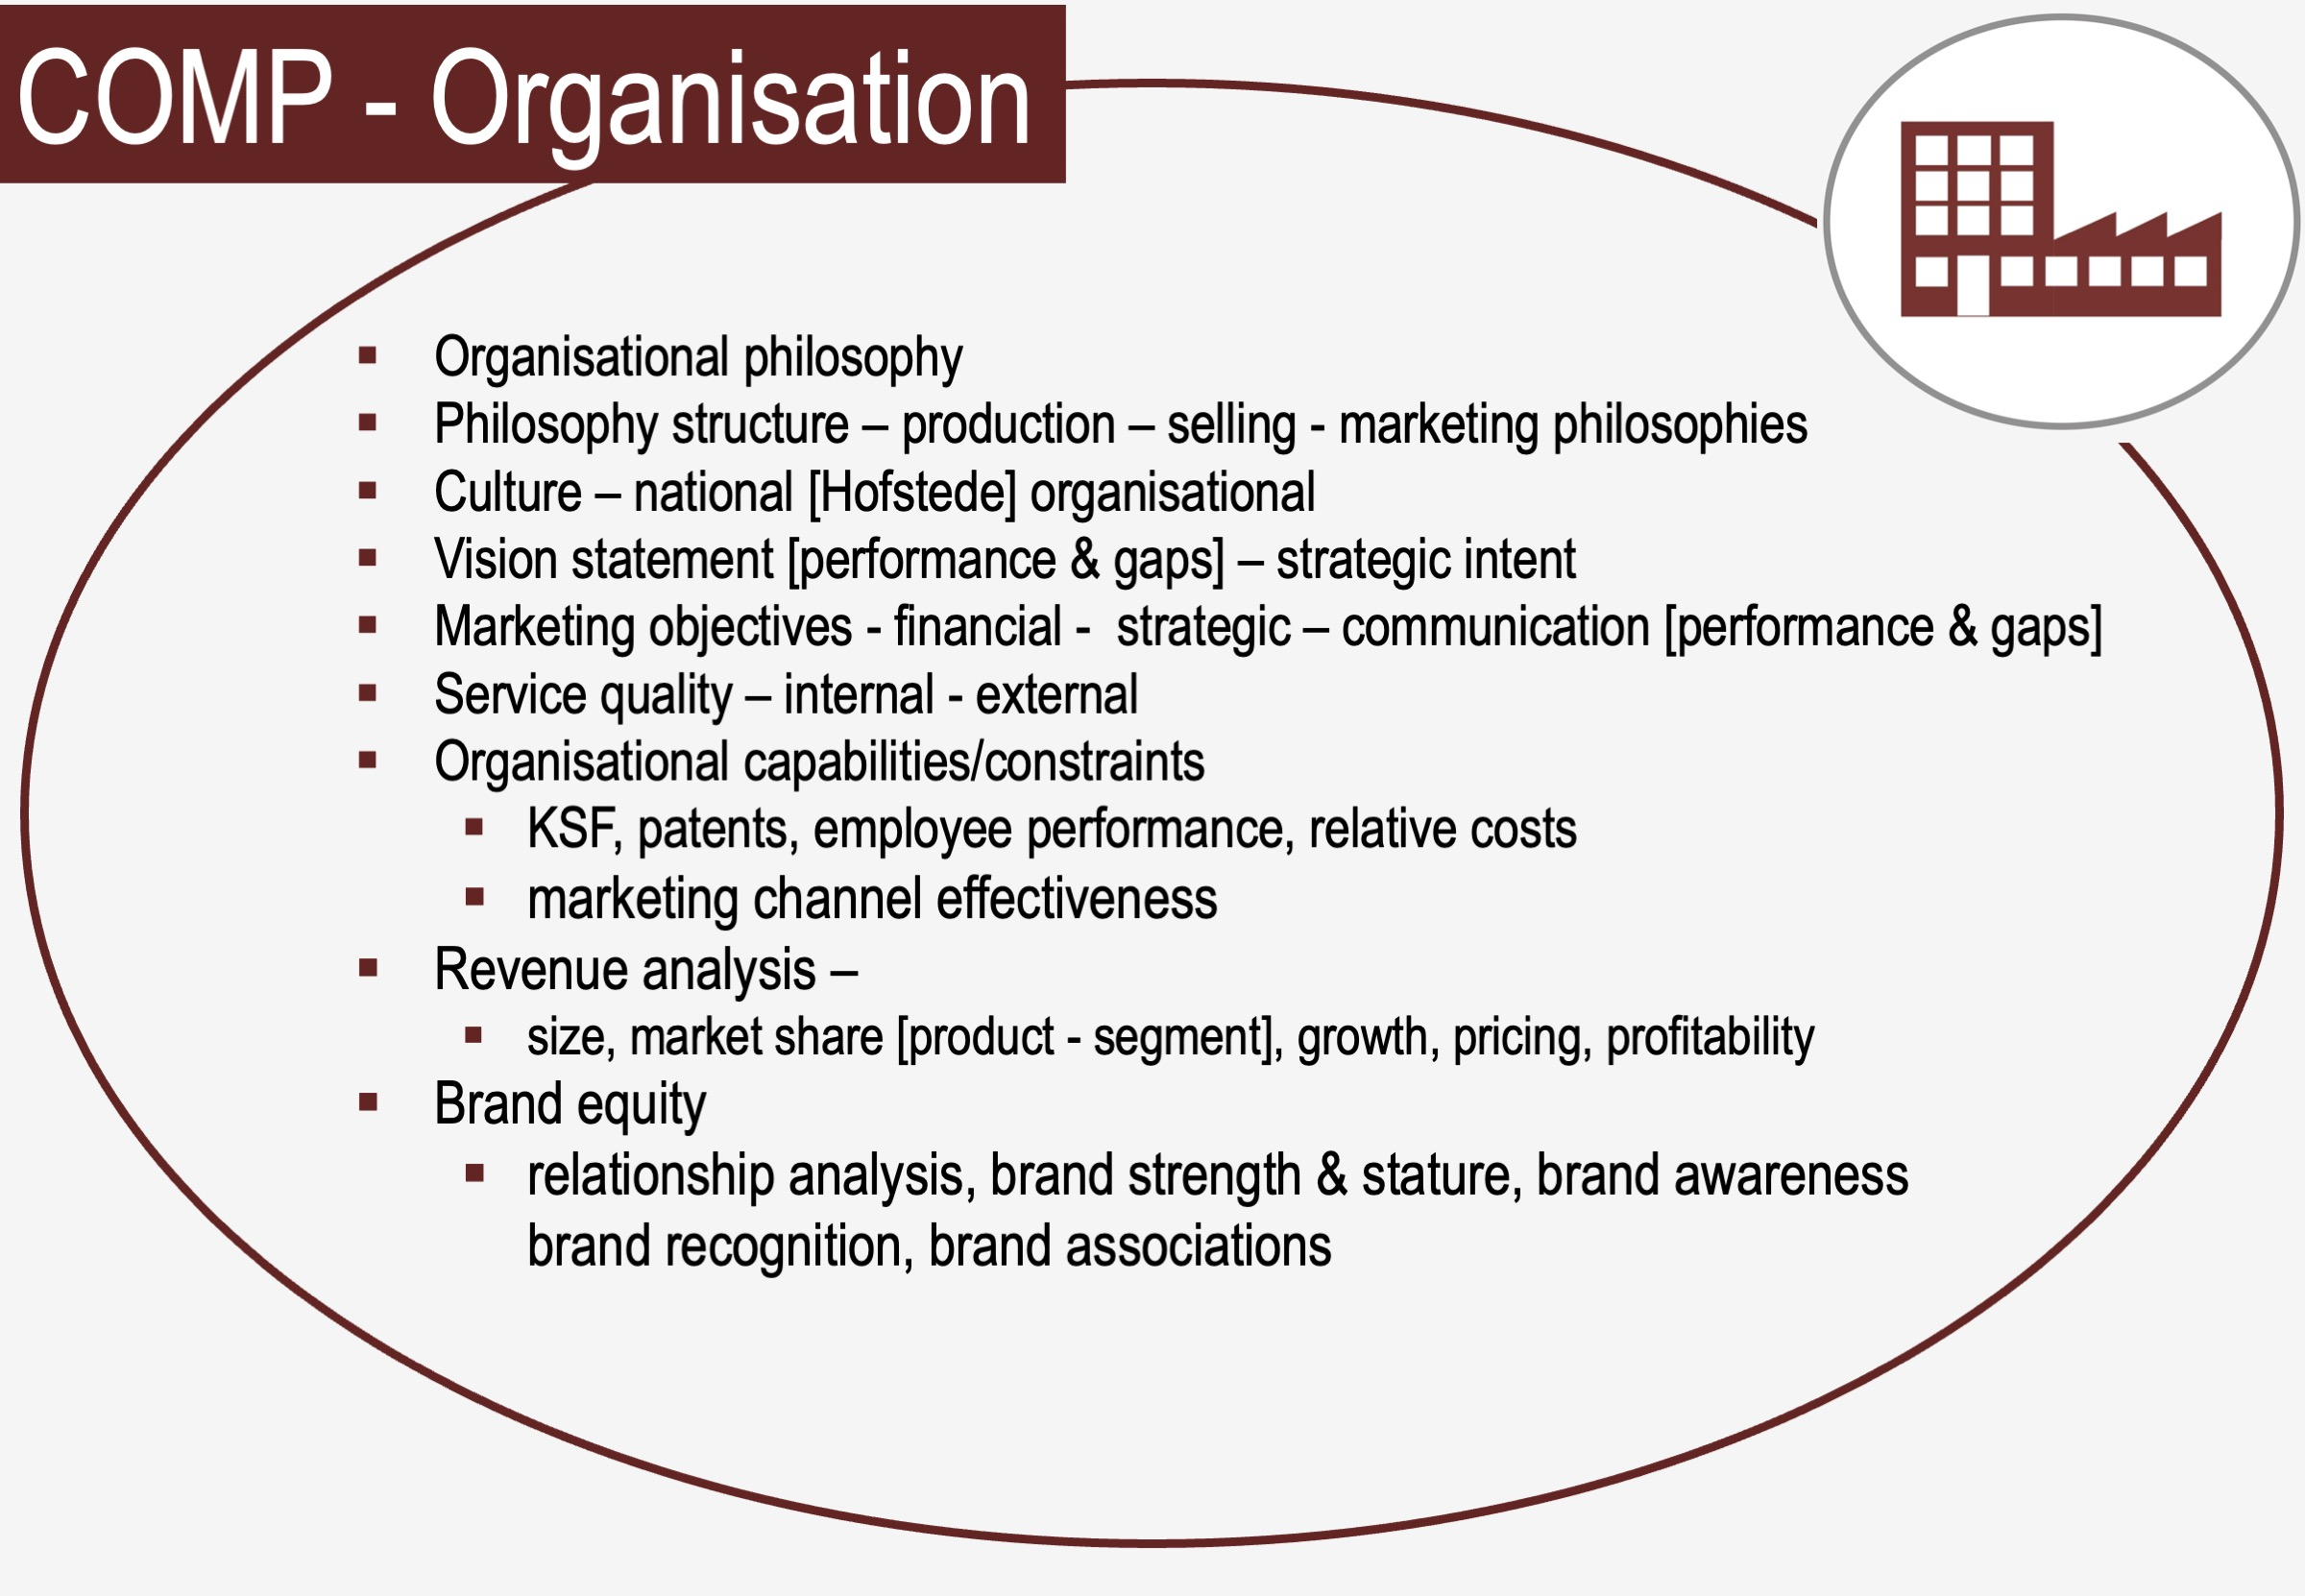 COMP - Organisation
Organisational philosophy
Philosophy structure – production – selling - marketing philosophies
Culture – national [Hofstede] organisational
Vision statement [performance & gaps] – strategic intent
Marketing objectives - financial -  strategic – communication [performance & gaps]
Service quality – internal - external
Organisational capabilities/constraints
KSF, patents, employee performance, relative costs
marketing channel effectiveness
Revenue analysis –
size, market share [product - segment], growth, pricing, profitability
Brand equity
relationship analysis, brand strength & stature, brand awareness
brand recognition, brand associations